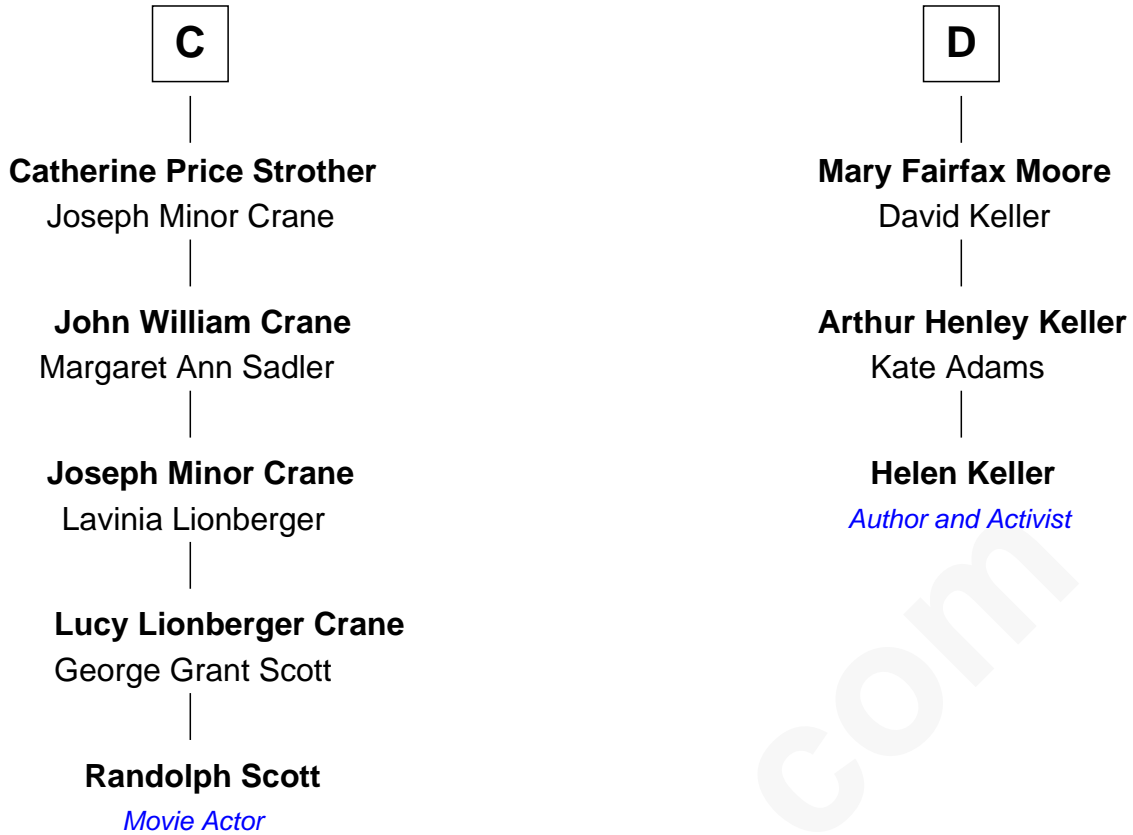 C
Catherine Price Strother
Joseph Minor Crane
John William Crane
Margaret Ann Sadler
Joseph Minor Crane
Lavinia Lionberger
Lucy Lionberger Crane
George Grant Scott
Randolph Scott
Movie Actor
D
Mary Fairfax Moore
David Keller
Arthur Henley Keller
Kate Adams
Helen Keller
Author and Activist
com